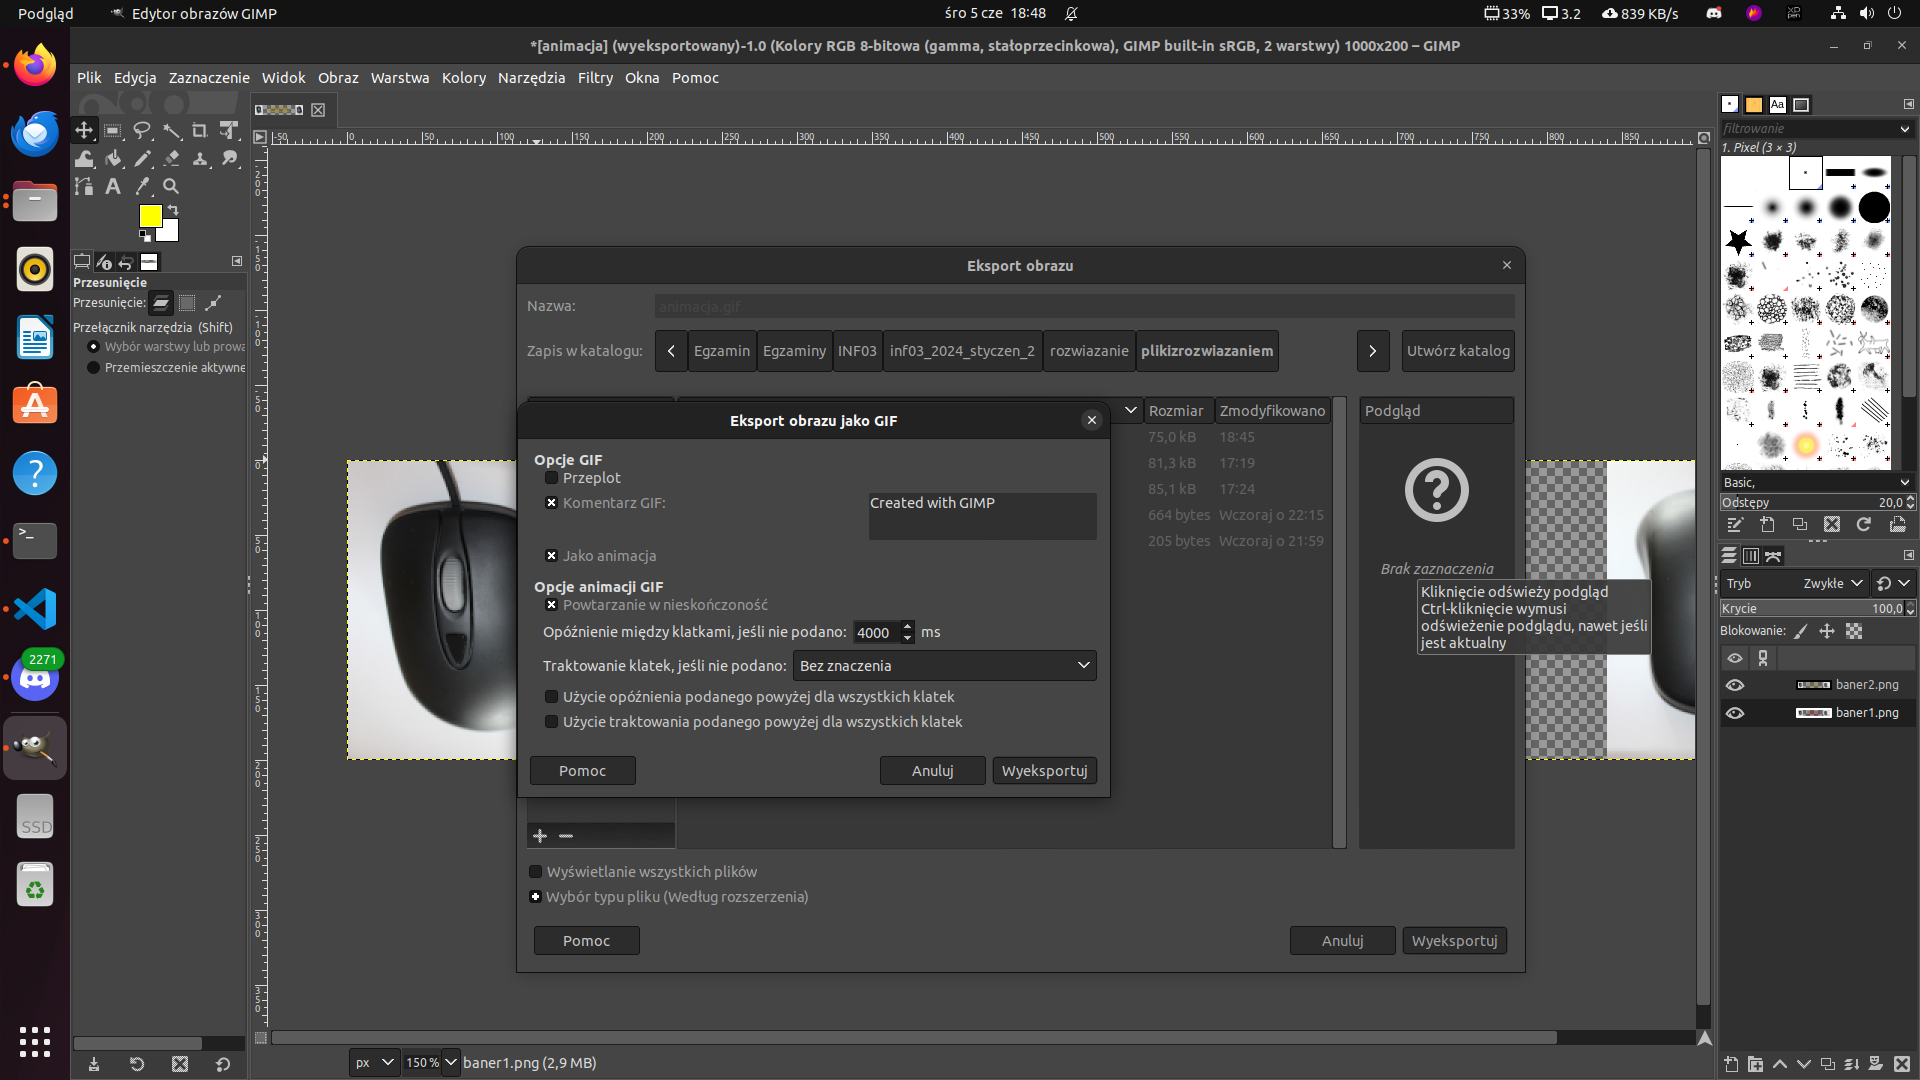 Podgląd
Edytor obrazów GIMP
śro 5 cze 18:48
33%
3.2
839 KB/s
*[animacja] (wyeksportowany)-1.0 (Kolory RGB 8-bitowa (gamma, stałoprzecinkowa), GIMP built-in sRGB, 2 warstwy) 1000x200 – GIMP
Plik Edycja Zaznaczenie Widok Obraz Warstwa Kolory Narzędzia Filtry Okna Pomoc
Przesunięcie
Przesunięcie:
Przełącznik narzędzia (Shift)
Wybór warstwy lub prowa
Przemieszczenie aktywne
2271
SSD
Eksport obrazu
Nazwa:
animacja.gif
Zapis w katalogu:
Egzamin Egzaminy INF03 inf03_2024_styczen_2 rozwiazanie plikizrozwiazaniem
Utwórz katalog
Rozmiar Zmodyfikowano
75,0 kB 18:45
81,3 kB 17:19
85,1 kB 17:24
664 bytes Wczoraj o 22:15
205 bytes Wczoraj o 21:59
Podgląd
Brak zaznaczenia
Kliknięcie odświeży podgląd
Ctrl-kliknięcie wymusi
odświeżenie podglądu, nawet jeśli
jest aktualny
Eksport obrazu jako GIF
Opcje GIF
Przeplot
Komentarz GIF:
Created with GIMP
Jako animacja
Opcje animacji GIF
Powtarzanie w nieskończoność
Opóźnienie między klatkami, jeśli nie podano: 4000 ms
Traktowanie klatek, jeśli nie podano: Bez znaczenia
Użycie opóźnienia podanego powyżej dla wszystkich klatek
Użycie traktowania podanego powyżej dla wszystkich klatek
Pomoc Anuluj Wyeksportuj
Wyświetlanie wszystkich plików
Wybór typu pliku (Według rozszerzenia)
Pomoc Anuluj Wyeksportuj
px 150 % baner1.png (2,9 MB)
filtrowanie
1. Pixel (3 × 3)
Basic,
Odstępy 20,0
Tryb Zwykłe
Krycie 100,0
Blokowanie:
baner2.png
baner1.png